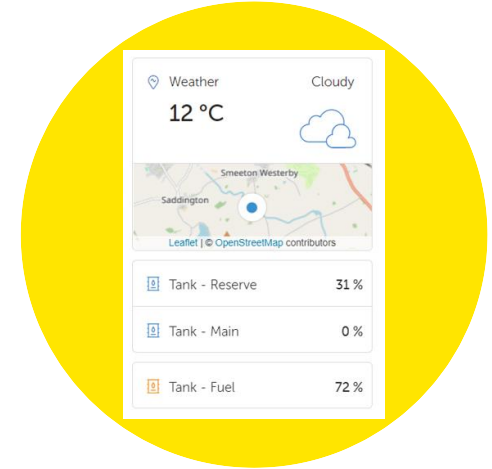 Weather Cloudy
12 °C
Smeeton Westerby
Saddington
Leaflet | © OpenStreetMap contributors
Tank - Reserve 31 %
Tank - Main 0 %
Tank - Fuel 72 %